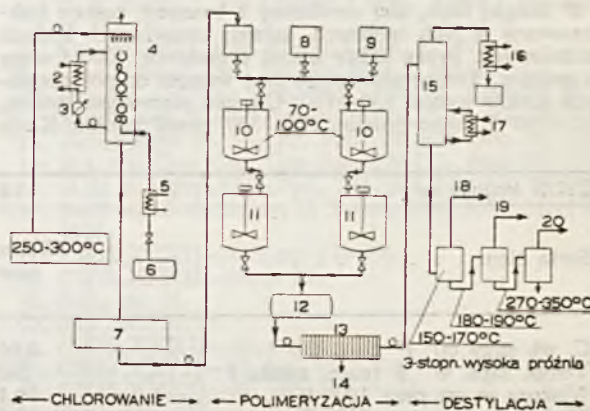 4
8
9
16
2
80-100°C
3
15
10
70-100°C
10
17
5
18
19
20
11
11
250-300°C
6
12
270-350°C
7
13
180-190°C
150-170°C
14
3-stopn. wysoka próżnia
CHLOROWANIE
POLIMERYZACJA
DESTYLACJA